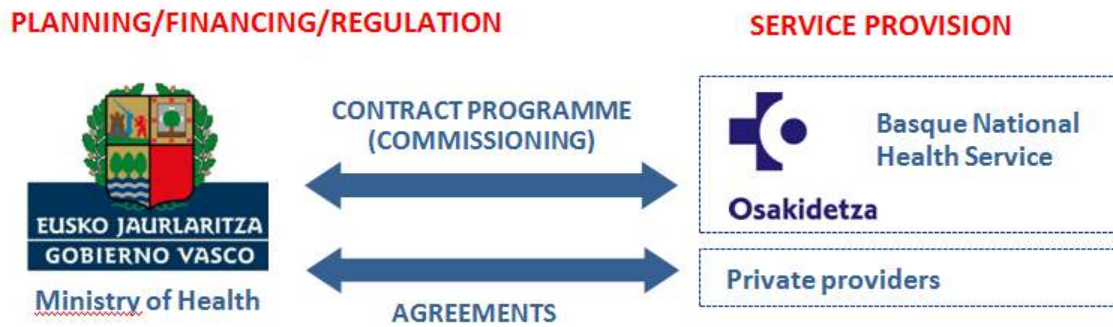 PLANNING/FINANCING/REGULATION
SERVICE PROVISION
EUSKO JAURLARITZA
GOBIERNO VASCO
Ministry of Health
CONTRACT PROGRAMME
(COMMISSIONING)
AGREEMENTS
Osakidetza
Basque National
Health Service
Private providers